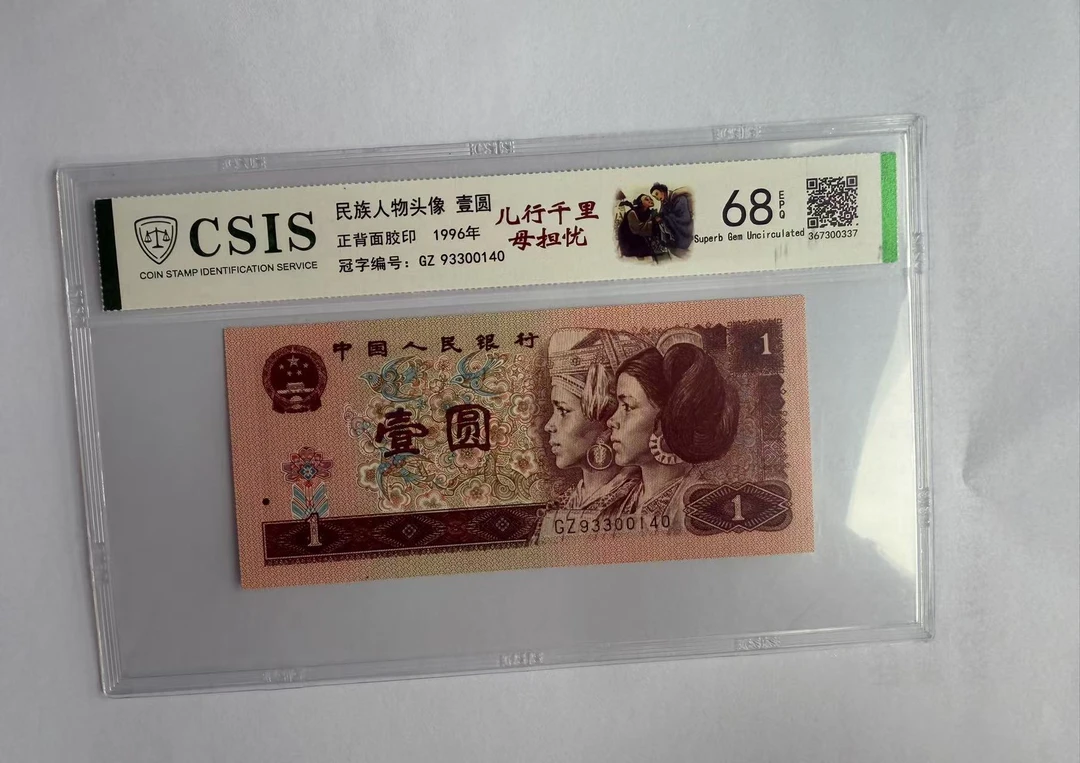 CSIS
COIN STAMP IDENTIFICATION SERVICE
民族人物头像 壹圆
正背面胶印 1996年
冠字编号: GZ 93300140
儿行千里
母担忧
68
EPQ
Superb Gem Uncirculated
367300337
中国人民银行
1
壹圆
1
GZ93300140
1